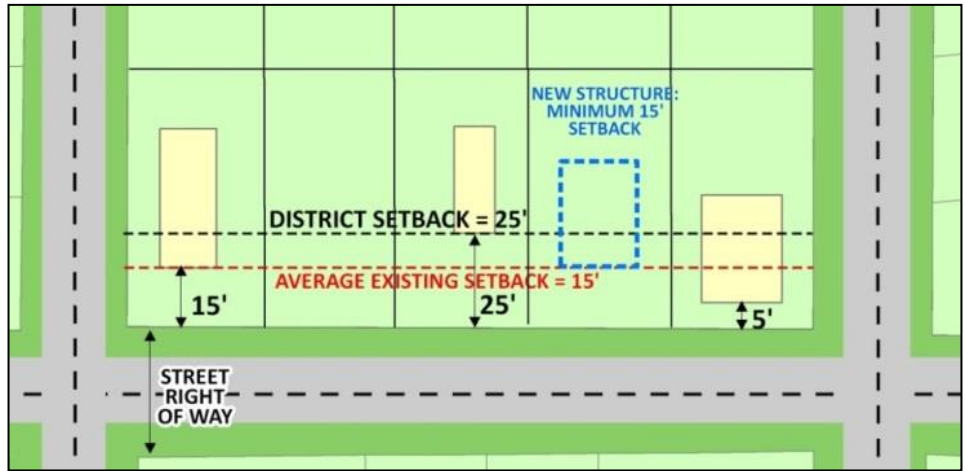 NEW STRUCTURE:
MINIMUM 15'
SETBACK
DISTRICT SETBACK = 25'
AVERAGE EXISTING SETBACK = 15'
15'
25'
5'
STREET
RIGHT
OF WAY